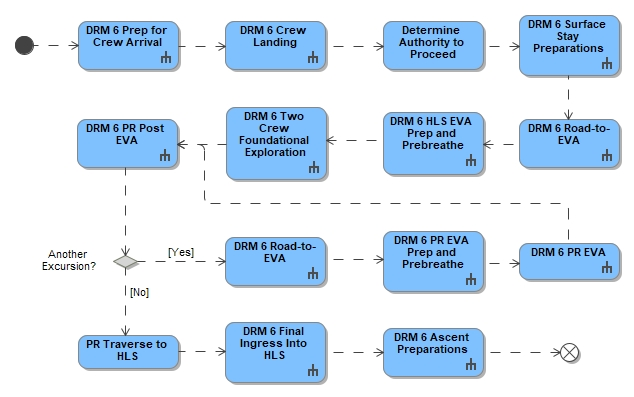 DRM 6 Prep for
Crew Arrival
DRM 6 Crew
Landing
Determine
Authority to
Proceed
DRM 6 Surface
Stay
Preparations
DRM 6 PR Post
EVA
DRM 6 Two
Crew
Foundational
Exploration
DRM 6 HLS EVA
Prep and
Prebreathe
DRM 6 Road-to-
EVA
Another
Excursion?
[Yes]
DRM 6 Road-to-
EVA
DRM 6 PR EVA
Prep and
Prebreathe
DRM 6 PR EVA
[No]
PR Traverse to
HLS
DRM 6 Final
Ingress Into
HLS
DRM 6 Ascent
Preparations